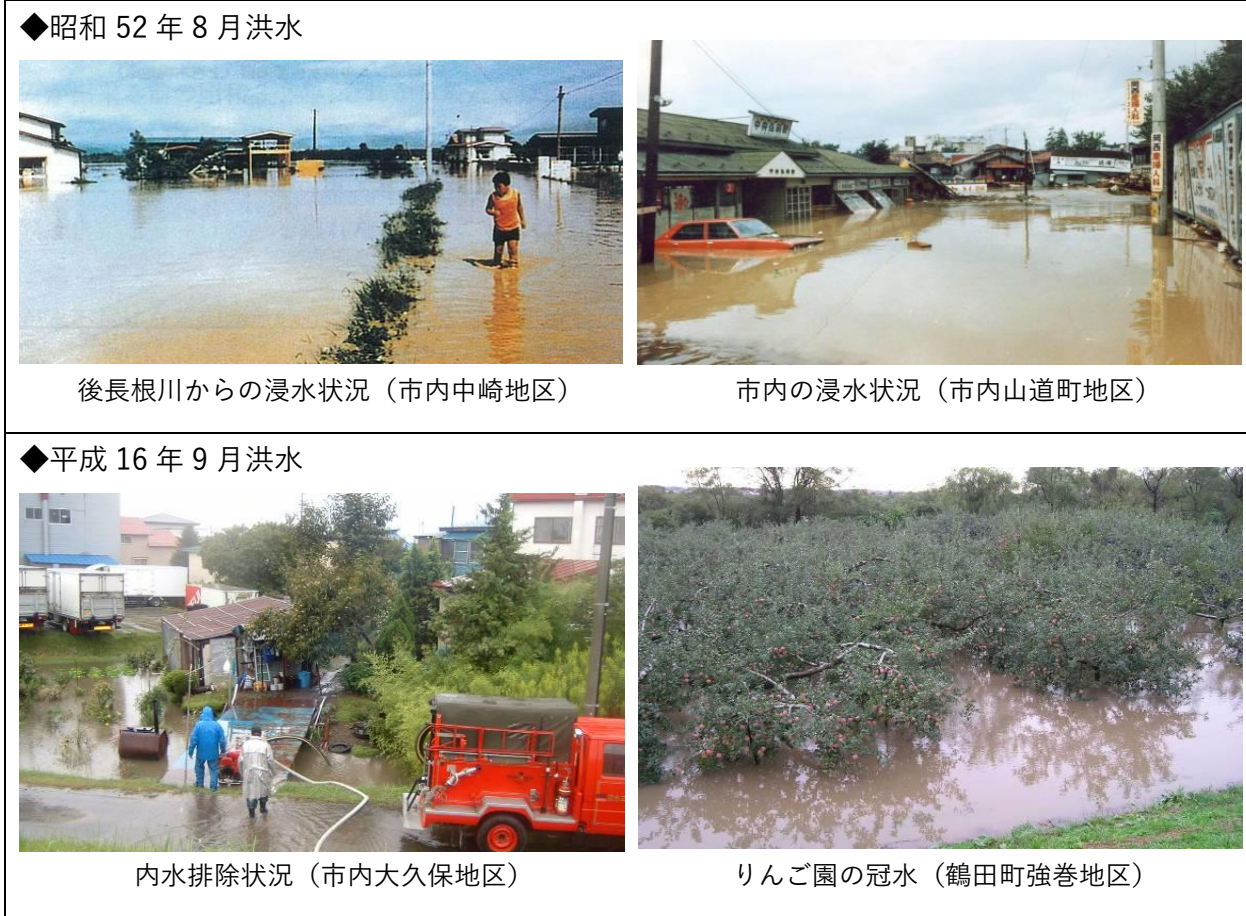 ◆昭和 52 年 8 月洪水
後長根川からの浸水状況（市内中崎地区）
市内の浸水状況（市内山道町地区）
◆平成 16 年 9 月洪水
内水排除状況（市内大久保地区）
りんご園の冠水（鶴田町強巻地区）